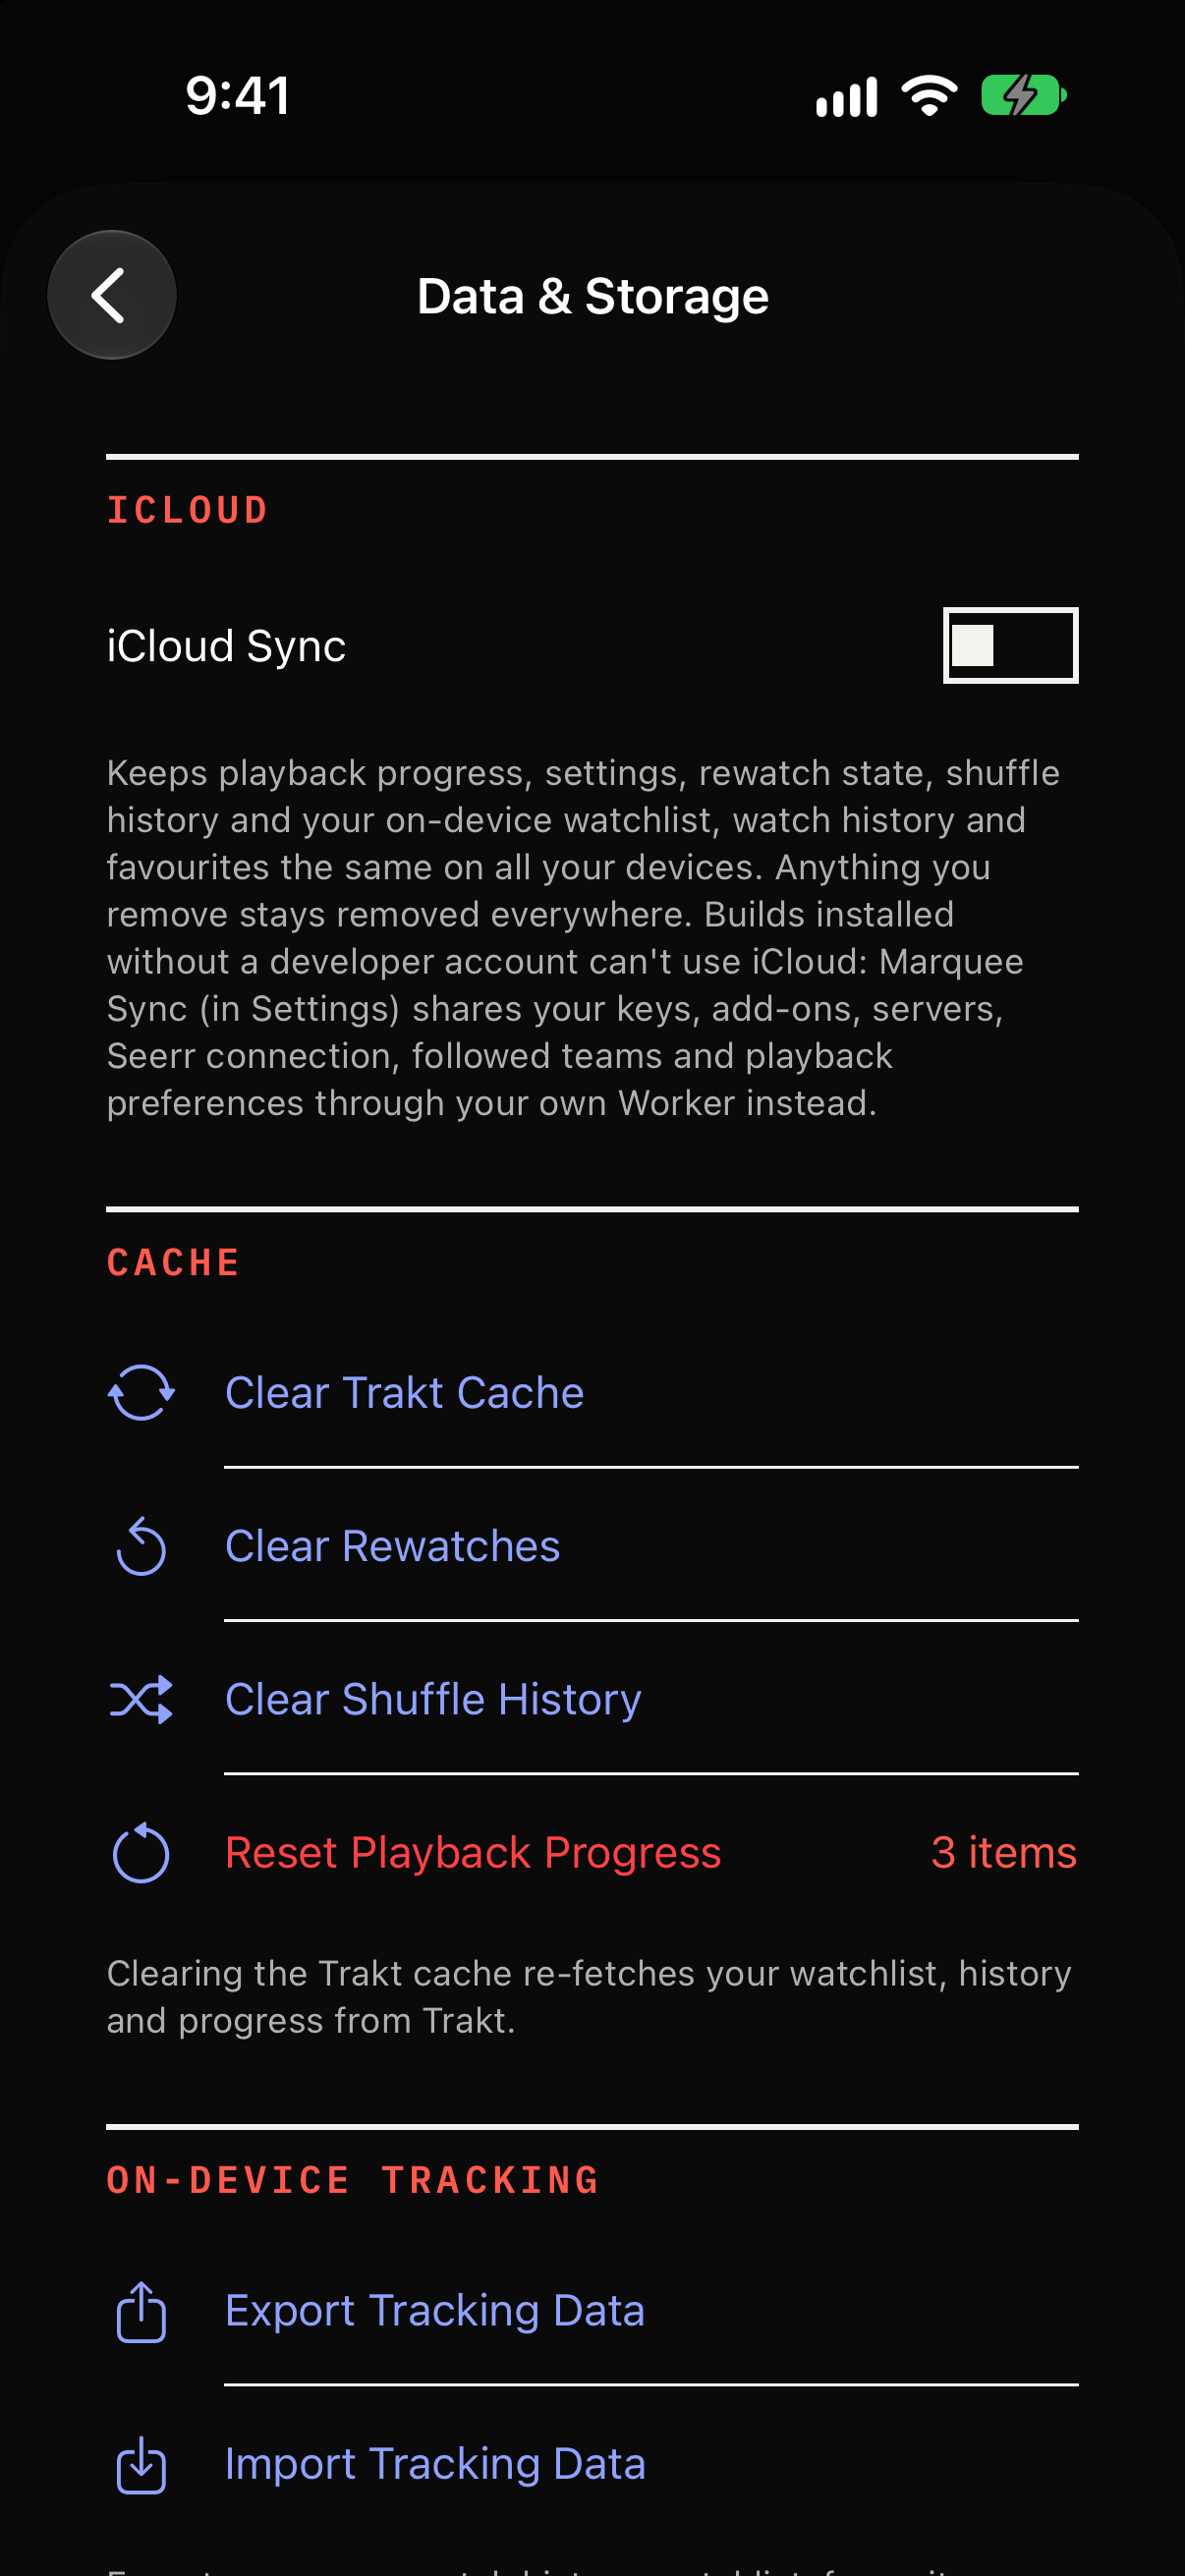 9:41
Data & Storage
ICLOUD
iCloud Sync
Keeps playback progress, settings, rewatch state, shuffle
history and your on-device watchlist, watch history and
favourites the same on all your devices. Anything you
remove stays removed everywhere. Builds installed
without a developer account can't use iCloud: Marquee
Sync (in Settings) shares your keys, add-ons, servers,
Seerr connection, followed teams and playback
preferences through your own Worker instead.
CACHE
Clear Trakt Cache
Clear Rewatches
Clear Shuffle History
Reset Playback Progress 3 items
Clearing the Trakt cache re-fetches your watchlist, history
and progress from Trakt.
ON-DEVICE TRACKING
Export Tracking Data
Import Tracking Data